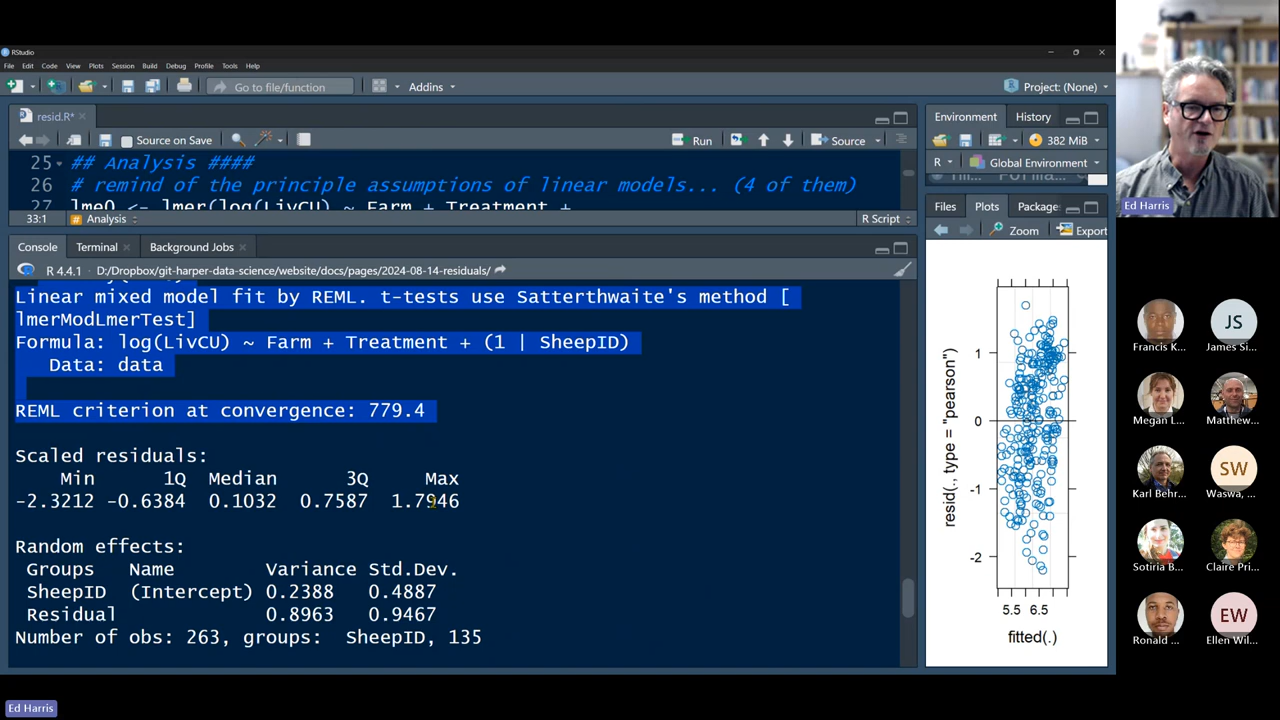 RStudio
File Edit Code View Plots Session Build Debug Profile Tools Help
Go to file/function
Addins
Project: (None)
resid.R*
Source on Save
Run
Source
25 ## Analysis ####
26 # remind of the principle assumptions of linear models... (4 of them)
27 lme0 <- lmer(log(LivCU) ~ Farm + Treatment +
33:1 Analysis R Script
Console Terminal Background Jobs
R 4.4.1 · D:/Dropbox/git-harper-data-science/website/docs/pages/2024-08-14-residuals/
Linear mixed model fit by REML. t-tests use Satterthwaite's method [
lmerModLmerTest]
Formula: log(LivCU) ~ Farm + Treatment + (1 | SheepID)
Data: data
REML criterion at convergence: 779.4
Scaled residuals:
Min 1Q Median 3Q Max
-2.3212 -0.6384 0.1032 0.7587 1.7946
Random effects:
Groups Name Variance Std.Dev.
SheepID (Intercept) 0.2388 0.4887
Residual 0.8963 0.9467
Number of obs: 263, groups: SheepID, 135
Environment History
382 MiB
R Global Environment
Files Plots Package
Zoom Export
resid(., type = "pearson")
1
0
-1
-2
5.5 6.5
fitted(.)
Ed Harris
JS
Francis K... James Si...
Megan L... Matthew...
SW
Karl Behr... Waswa, ...
Sotiria B... Claire Pri...
EW
Ronald ... Ellen Wil...
Ed Harris